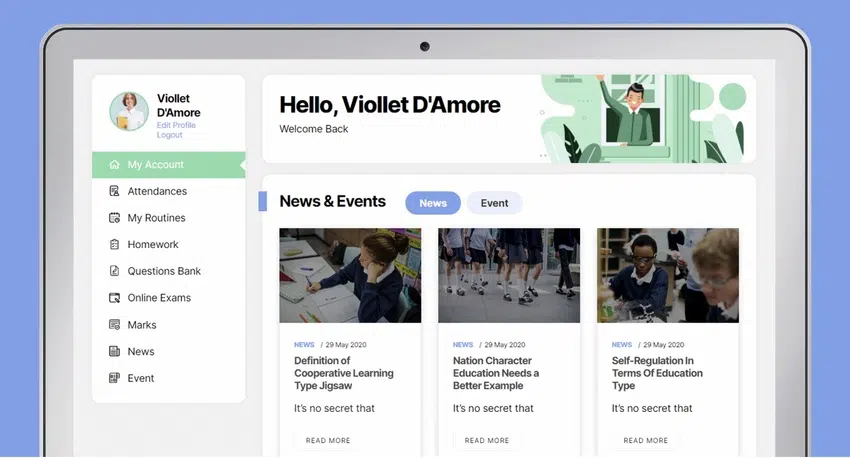 Viollet
D'Amore
Edit Profile
Logout
My Account
Attendances
My Routines
Homework
Questions Bank
Online Exams
Marks
News
Event
Hello, Viollet D'Amore
Welcome Back
News & Events
News
Event
NEWS / 29 May 2020
Definition of
Cooperative Learning
Type Jigsaw
It's no secret that
READ MORE
NEWS / 29 May 2020
Nation Character
Education Needs a
Better Example
It's no secret that
READ MORE
NEWS / 29 May 2020
Self-Regulation In
Terms Of Education
Type
It's no secret that
READ MORE